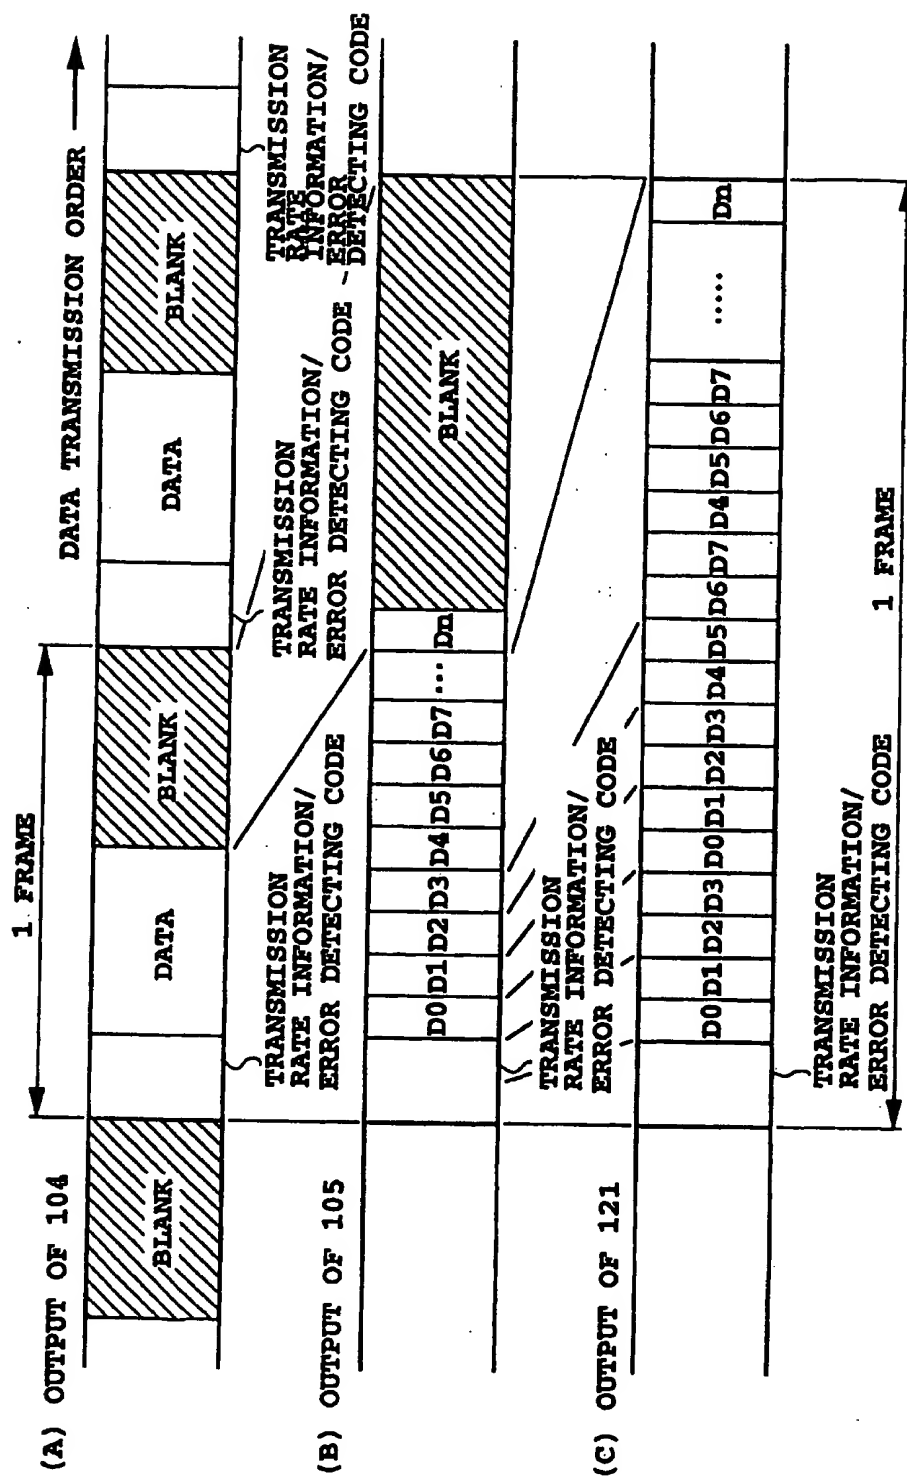 DATA TRANSMISSION ORDER
1 FRAME
(A) OUTPUT OF 104
BLANK
DATA
BLANK
DATA
BLANK
TRANSMISSION
RATE INFORMATION/
ERROR DETECTING CODE
TRANSMISSION
RATE INFORMATION/
ERROR DETECTING CODE
TRANSMISSION
RATE
INFORMATION/
ERROR
DETECTING CODE
(B) OUTPUT OF 105
D0 D1 D2 D3 D4 D5 D6 D7 ... Dn
BLANK
TRANSMISSION
RATE INFORMATION/
ERROR DETECTING CODE
(C) OUTPUT OF 121
D0 D1 D2 D3 D0 D1 D2 D3 D4 D5 D6 D7 D4 D5 D6 D7 ..... Dn
TRANSMISSION
RATE INFORMATION/
ERROR DETECTING CODE
1 FRAME